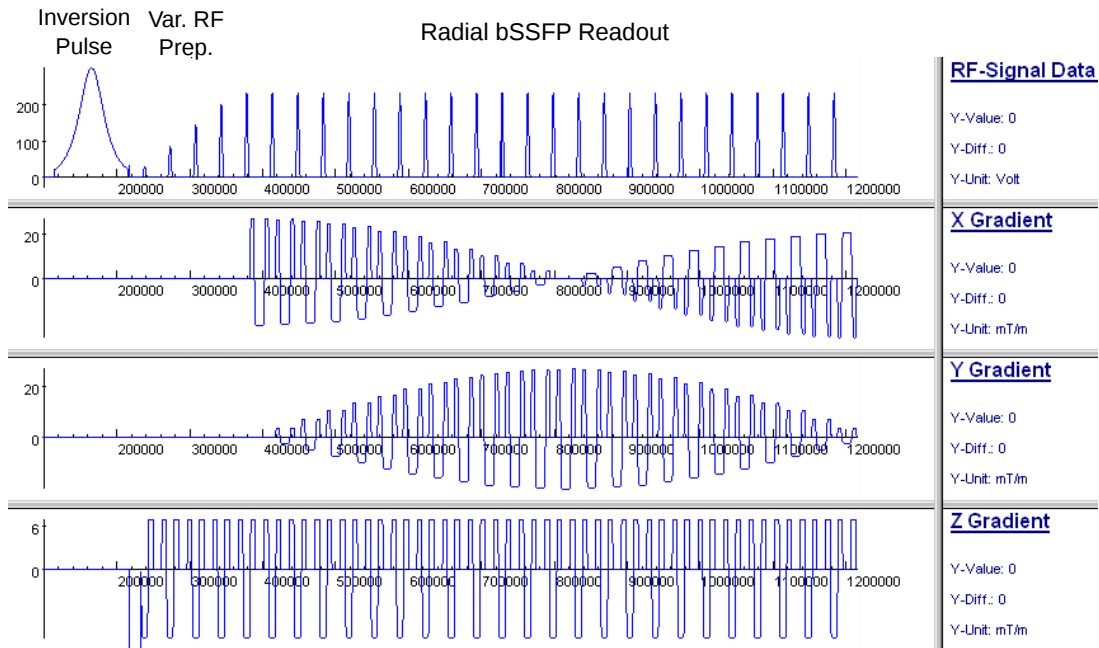 Inversion Pulse
Var. RF Prep.
Radial bSSFP Readout
200
100
0
200000 300000 400000 500000 600000 700000 800000 900000 1000000 1100000 1200000
RF-Signal Data
Y-Value: 0
Y-Diff.: 0
Y-Unit: Volt
20
0
200000 300000 400000 500000 600000 700000 800000 900000 1000000 1100000 1200000
X Gradient
Y-Value: 0
Y-Diff.: 0
Y-Unit: mT/m
20
0
200000 300000 400000 500000 600000 700000 800000 900000 1000000 1100000 1200000
Y Gradient
Y-Value: 0
Y-Diff.: 0
Y-Unit: mT/m
6
0
200000 300000 400000 500000 600000 700000 800000 900000 1000000 1100000 1200000
Z Gradient
Y-Value: 0
Y-Diff.: 0
Y-Unit: mT/m